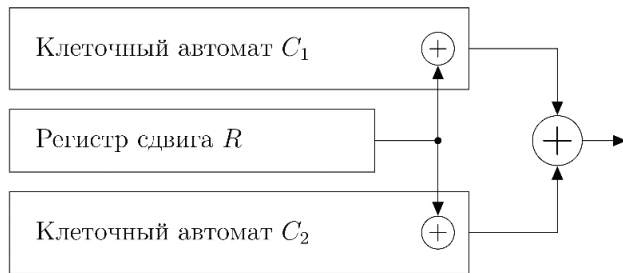 Клеточный автомат C₁
Регистр сдвига R
Клеточный автомат C₂